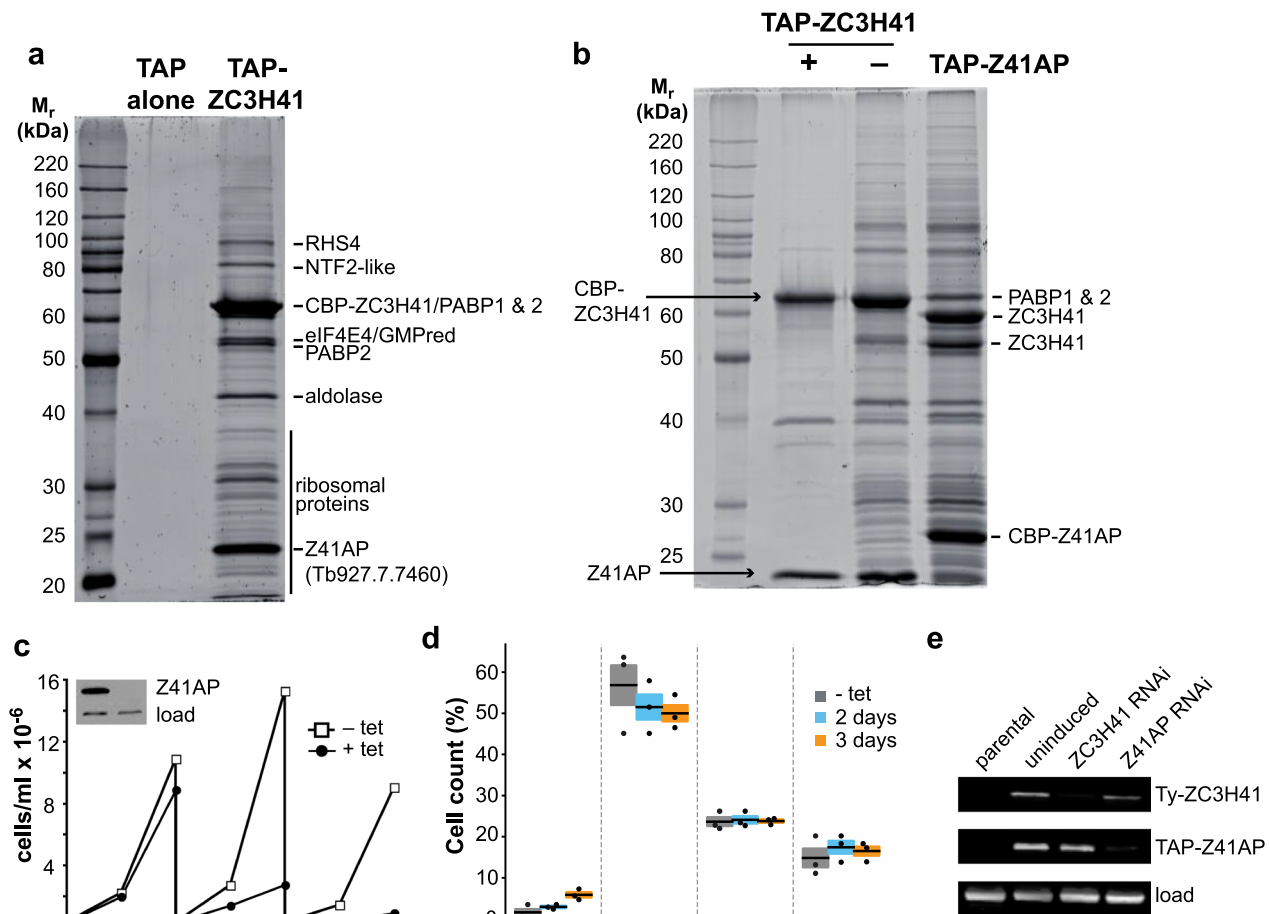 a
TAP alone
TAP-ZC3H41
Mr (kDa)
220
160
120
100
80
60
50
40
30
25
20
RHS4
NTF2-like
CBP-ZC3H41/PABP1 & 2
eIF4E4/GMPred
PABP2
aldolase
ribosomal proteins
Z41AP
(Tb927.7.7460)
b
TAP-ZC3H41
+ –
TAP-Z41AP
Mr (kDa)
220
160
120
100
80
60
50
40
30
25
CBP-ZC3H41
Z41AP
PABP1 & 2
ZC3H41
ZC3H41
CBP-Z41AP
c
cells/ml x 10-6
16
12
8
4
Z41AP
load
– tet
+ tet
d
Cell count (%)
60
50
40
30
20
10
- tet
2 days
3 days
e
parental
uninduced
ZC3H41 RNAi
Z41AP RNAi
Ty-ZC3H41
TAP-Z41AP
load